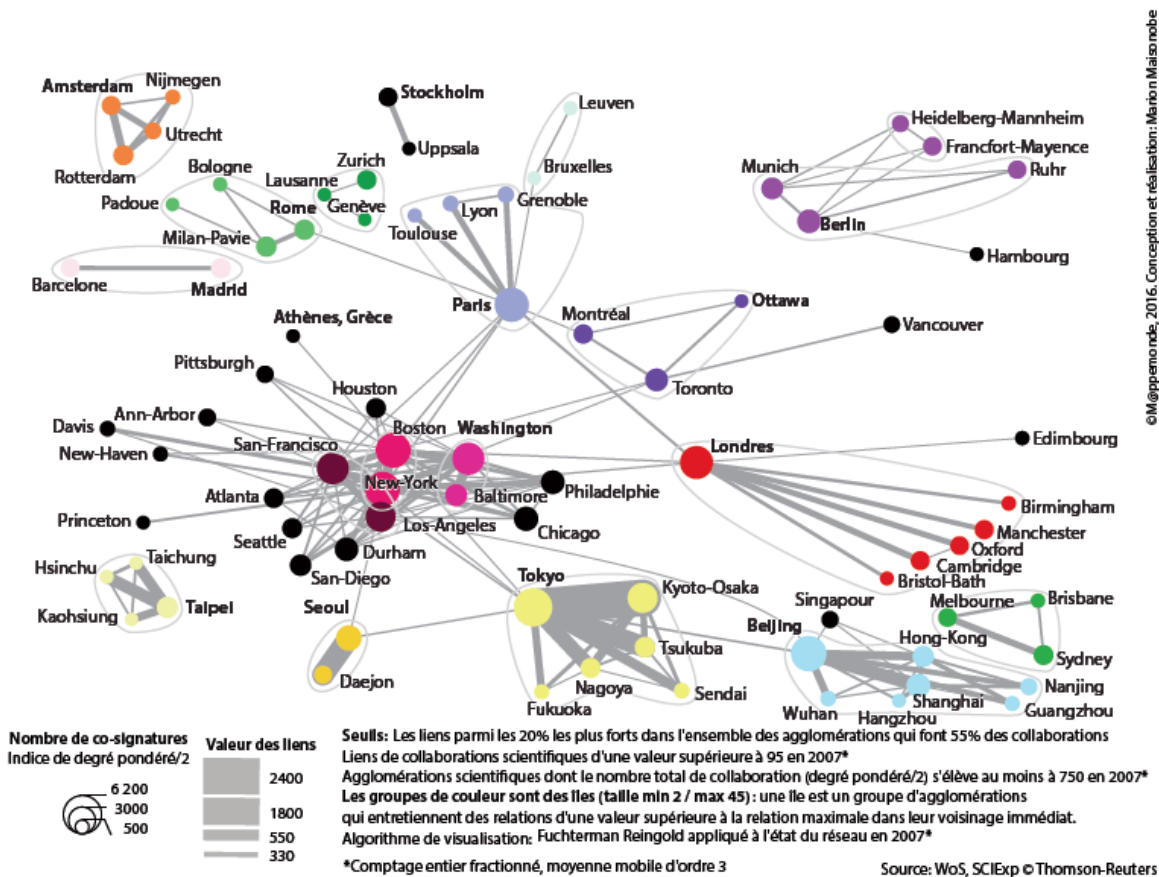 Amsterdam
Nijmegen
Utrecht
Rotterdam
Stockholm
Uppsala
Leuven
Bruxelles
Heidelberg-Mannheim
Francfort-Mayence
Munich
Ruhr
Berlin
Hambourg
Bologne
Padoue
Rome
Milan-Pavie
Zurich
Lausanne
Genève
Grenoble
Lyon
Toulouse
Paris
Barcelone
Madrid
Montréal
Ottawa
Toronto
Vancouver
Athènes, Grèce
Pittsburgh
Houston
Ann-Arbor
Davis
New-Haven
San-Francisco
Boston
Washington
New-York
Baltimore
Philadelphie
Atlanta
Princeton
Seattle
Los-Angeles
Chicago
Durham
San-Diego
Londres
Edimbourg
Birmingham
Manchester
Oxford
Cambridge
Bristol-Bath
Hsinchu
Taichung
Kaohsiung
Taipei
Seoul
Daejon
Tokyo
Kyoto-Osaka
Tsukuba
Nagoya
Sendai
Fukuoka
Singapour
Beijing
Hong-Kong
Shanghai
Nanjing
Guangzhou
Hangzhou
Wuhan
Melbourne
Brisbane
Sydney
©M@ppemonde, 2016. Conception et réalisation: Marion Maisonobe
Nombre de co-signatures
Indice de degré pondéré/2
6 200
3000
500
Valeur des liens
2400
1800
550
330
Seuils: Les liens parmi les 20% les plus forts dans l'ensemble des agglomérations qui font 55% des collaborations
Liens de collaborations scientifiques d'une valeur supérieure à 95 en 2007*
Agglomérations scientifiques dont le nombre total de collaboration (degré pondéré/2) s'élève au moins à 750 en 2007*
Les groupes de couleur sont des îles (taille min 2 / max 45) : une île est un groupe d'agglomérations
qui entretiennent des relations d'une valeur supérieure à la relation maximale dans leur voisinage immédiat.
Algorithme de visualisation: Fuchterman Reingold appliqué à l'état du réseau en 2007*
*Comptage entier fractionné, moyenne mobile d'ordre 3
Source: WoS, SCIExp © Thomson-Reuters